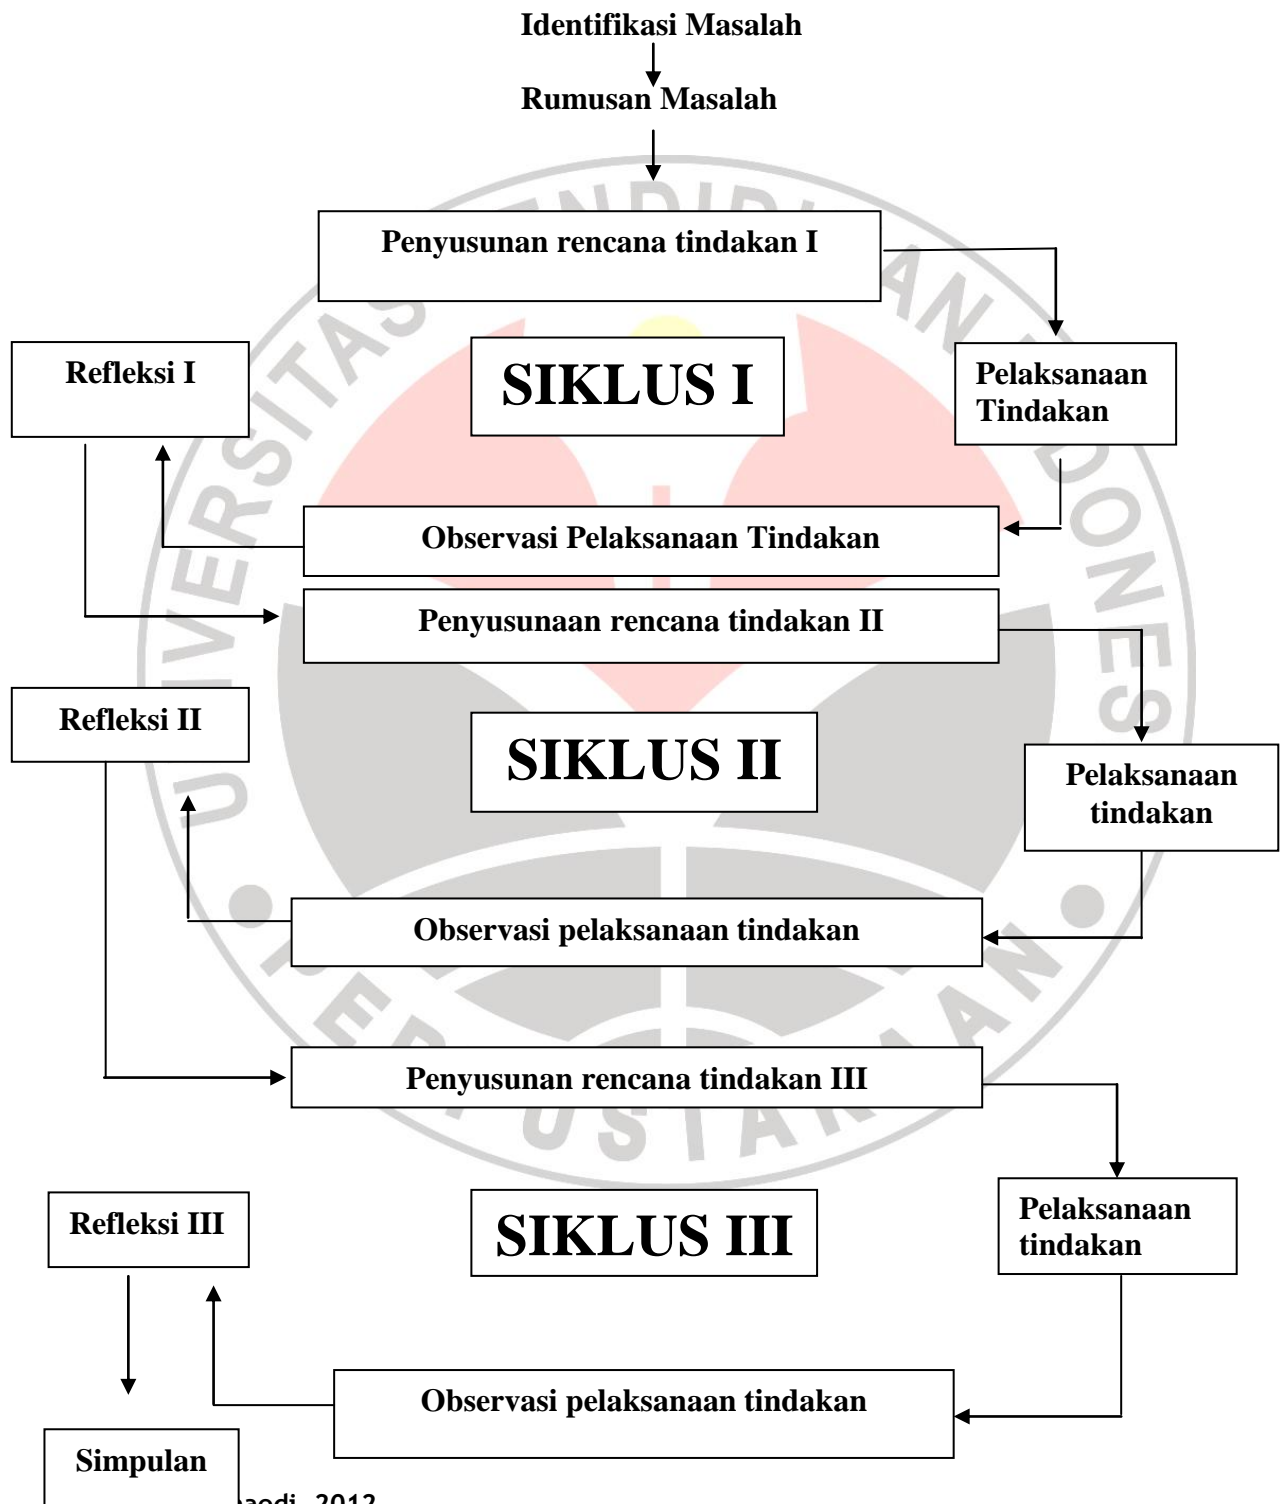 Identifikasi Masalah
Rumusan Masalah
Penyusunan rencana tindakan I
Refleksi I
SIKLUS I
Pelaksanaan
Tindakan
Observasi Pelaksanaan Tindakan
Penyusunaan rencana tindakan II
Refleksi II
SIKLUS II
Pelaksanaan
tindakan
Observasi pelaksanaan tindakan
Penyusunan rencana tindakan III
Refleksi III
SIKLUS III
Pelaksanaan
tindakan
Observasi pelaksanaan tindakan
Simpulan
2012